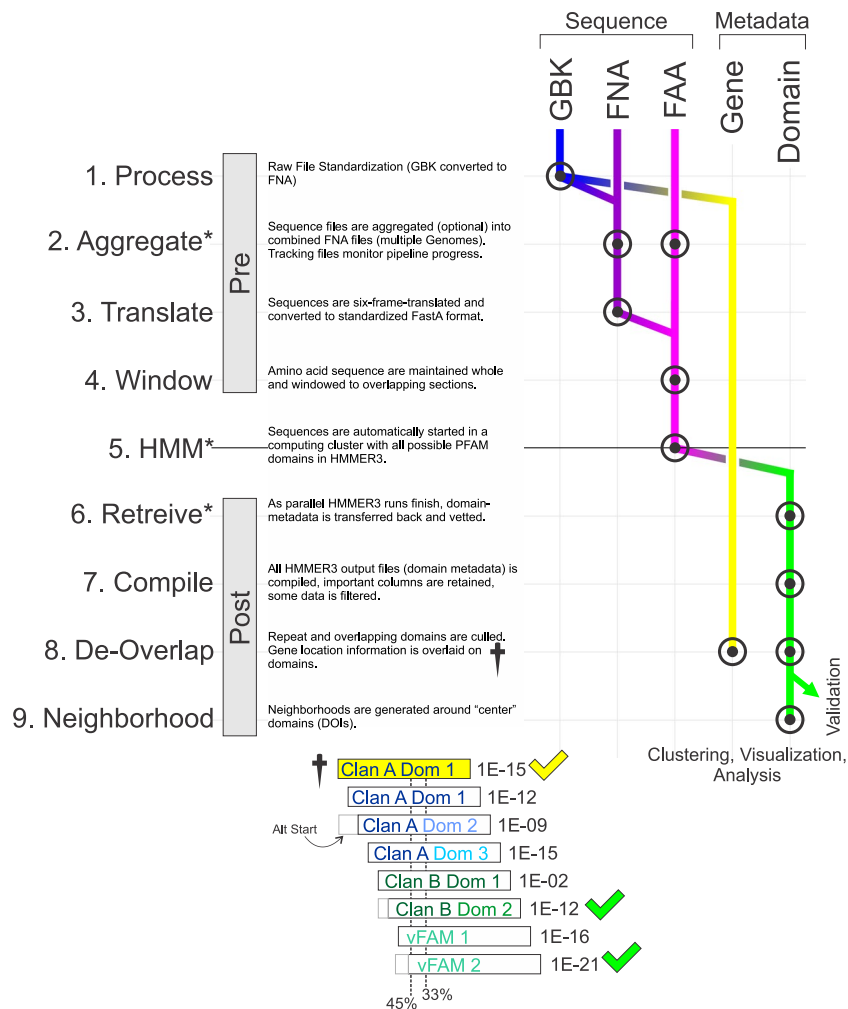 Sequence
Metadata
GBK
FNA
FAA
Gene
Domain
Pre
1. Process
Raw File Standardization (GBK converted to
FNA)
2. Aggregate*
Sequence files are aggregated (optional) into
combined FNA files (multiple Genomes).
Tracking files monitor pipeline progress.
3. Translate
Sequences are six-frame-translated and
converted to standardized FastA format.
4. Window
Amino acid sequence are maintained whole
and windowed to overlapping sections.
5. HMM*
Sequences are automatically started in a
computing cluster with all possible PFAM
domains in HMMER3.
Post
6. Retreive*
As parallel HMMER3 runs finish, domain-
metadata is transferred back and vetted.
7. Compile
All HMMER3 output files (domain metadata) is
compiled, important columns are retained,
some data is filtered.
8. De-Overlap
Repeat and overlapping domains are culled.
Gene location information is overlaid on
domains.
9. Neighborhood
Neighborhoods are generated around “center”
domains (DOIs).
Validation
Clustering, Visualization,
Analysis
Clan A Dom 1 1E-15
Clan A Dom 1 1E-12
Alt Start
Clan A Dom 2 1E-09
Clan A Dom 3 1E-15
Clan B Dom 1 1E-02
Clan B Dom 2 1E-12
vFAM 1 1E-16
vFAM 2 1E-21
45% 33%